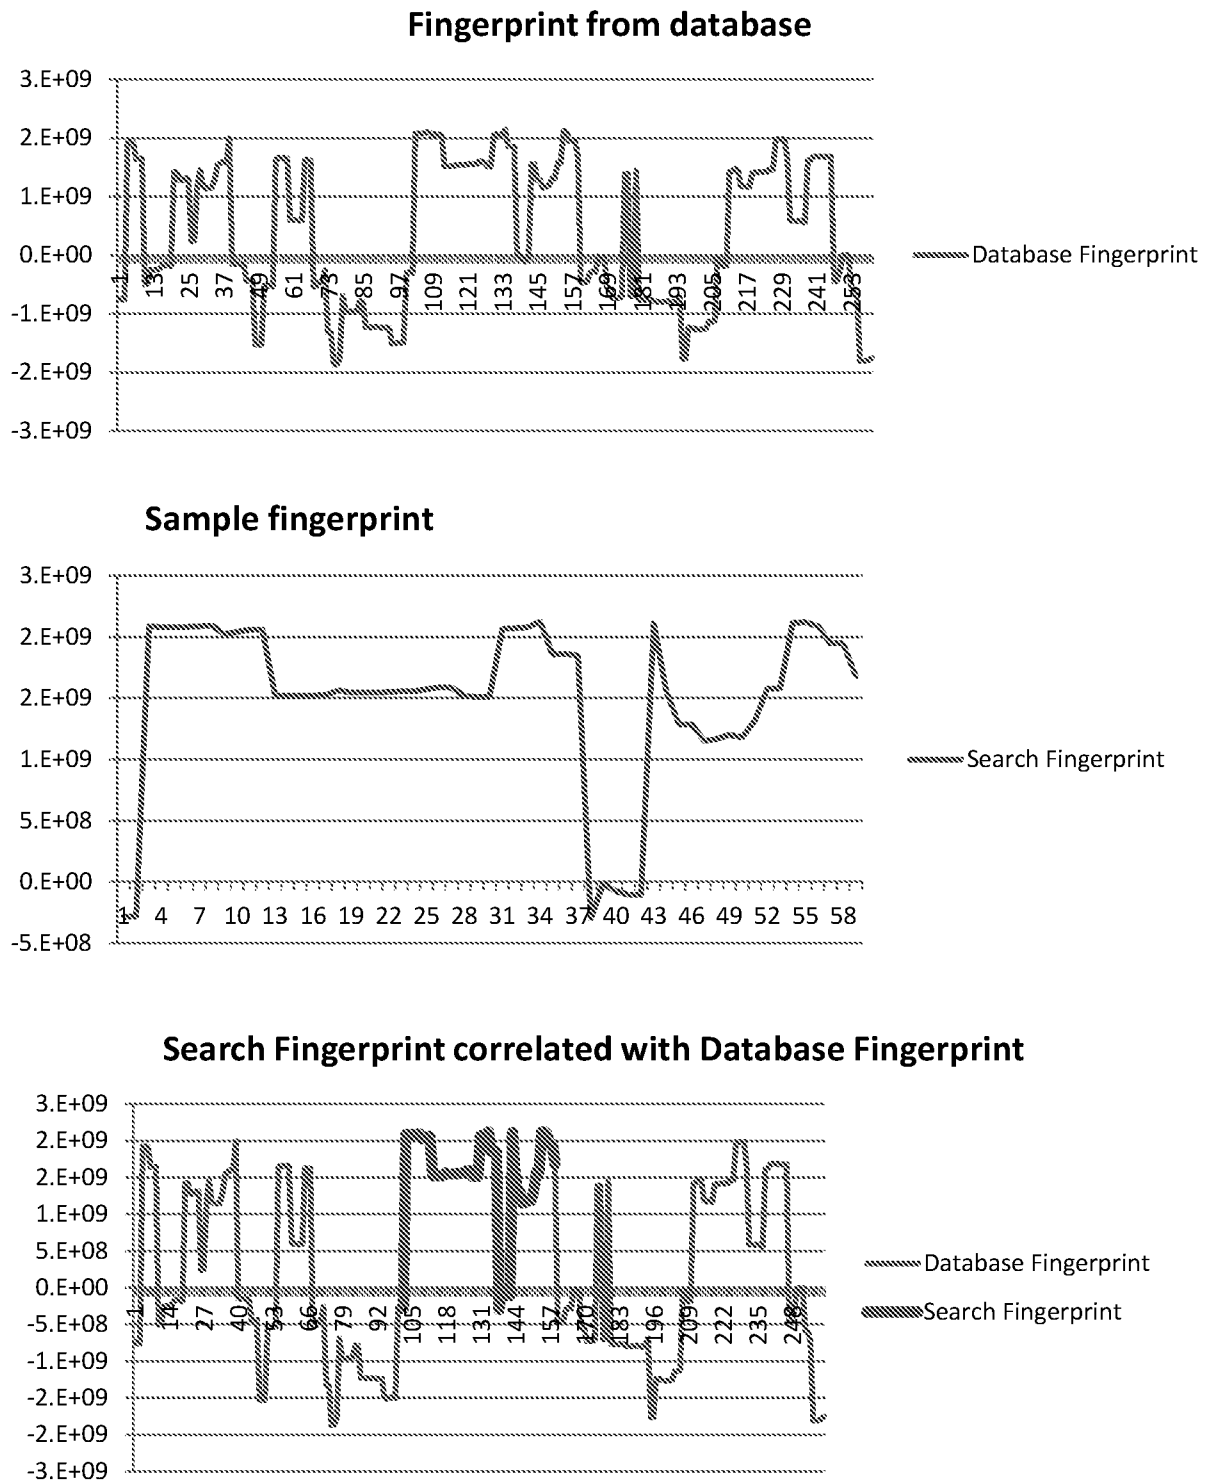 Fingerprint from database
3.E+09
2.E+09
1.E+09
0.E+00
-1.E+09
-2.E+09
-3.E+09
1 13 25 37 49 61 73 85 97 109 121 133 145 157 169 181 193 205 217 229 241 253
Database Fingerprint
Sample fingerprint
3.E+09
2.E+09
2.E+09
1.E+09
5.E+08
0.E+00
-5.E+08
1 4 7 10 13 16 19 22 25 28 31 34 37 40 43 46 49 52 55 58
Search Fingerprint
Search Fingerprint correlated with Database Fingerprint
3.E+09
2.E+09
2.E+09
1.E+09
5.E+08
0.E+00
-5.E+08
-1.E+09
-2.E+09
-2.E+09
-3.E+09
1 14 27 40 53 66 79 92 105 118 131 144 157 170 183 196 209 222 235 248
Database Fingerprint
Search Fingerprint